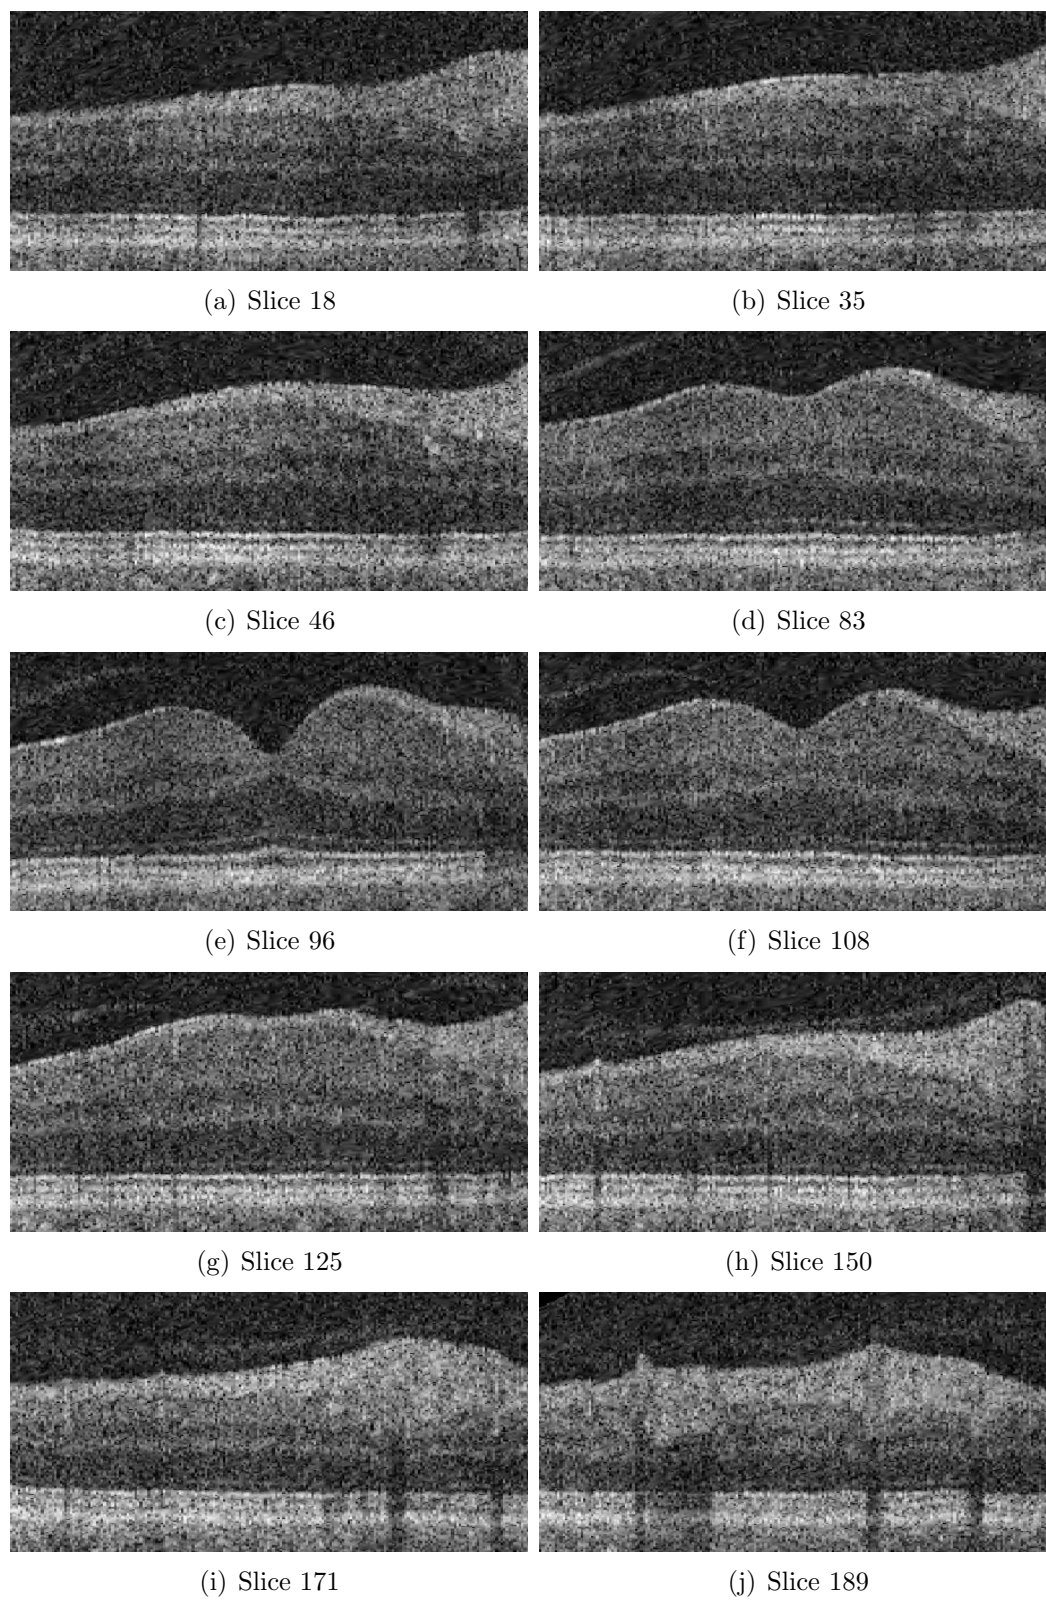 (a) Slice 18
(b) Slice 35
(c) Slice 46
(d) Slice 83
(e) Slice 96
(f) Slice 108
(g) Slice 125
(h) Slice 150
(i) Slice 171
(j) Slice 189